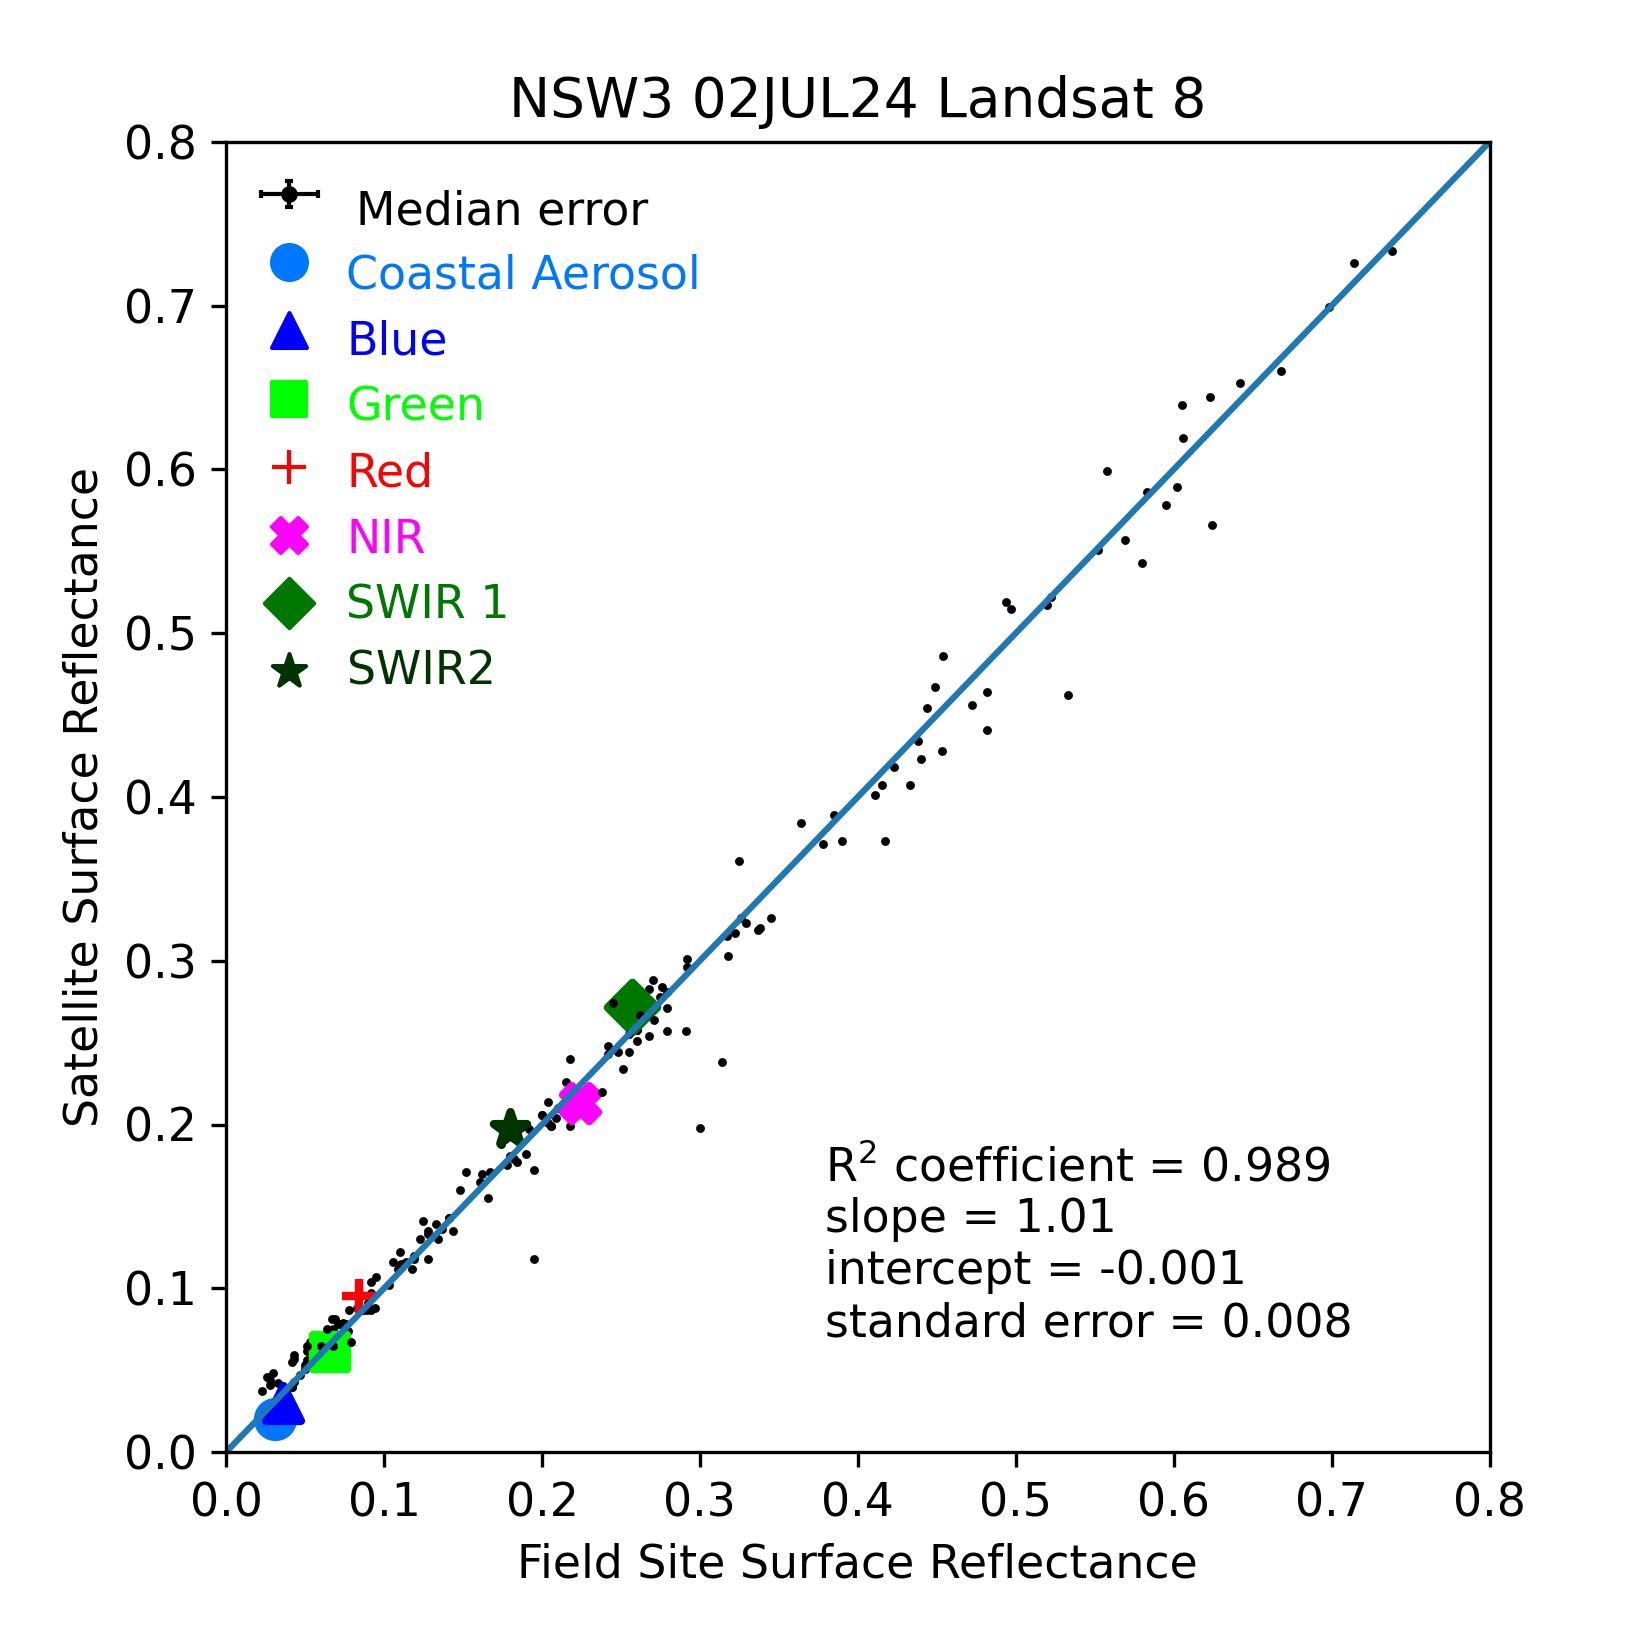 NSW3 02JUL24 Landsat 8
0.8
0.7
0.6
0.5
0.4
0.3
0.2
0.1
0.0
Satellite Surface Reflectance
Median error
Coastal Aerosol
Blue
Green
Red
NIR
SWIR 1
SWIR2
R² coefficient = 0.989
slope = 1.01
intercept = -0.001
standard error = 0.008
0.0 0.1 0.2 0.3 0.4 0.5 0.6 0.7 0.8
Field Site Surface Reflectance